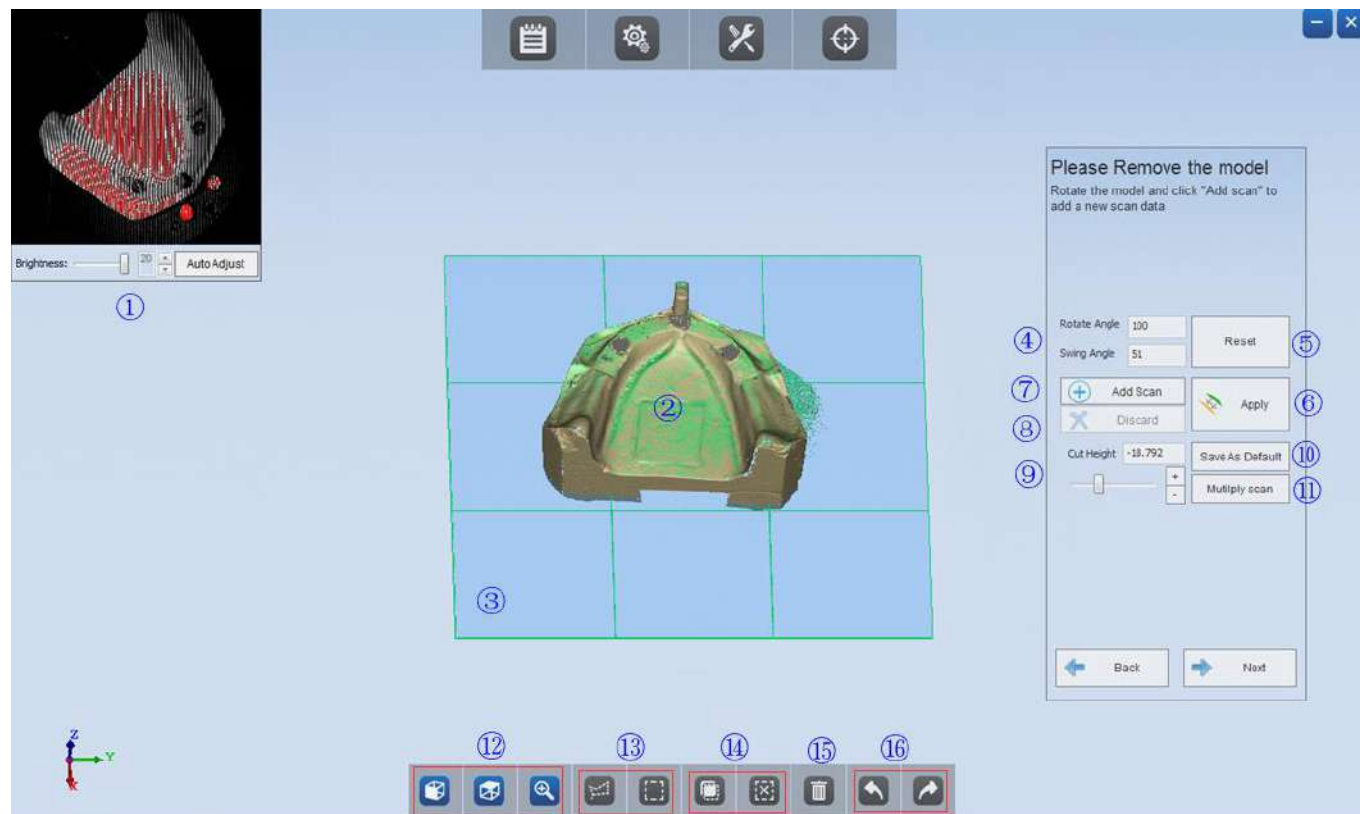 Please Remove the model
Rotate the model and click "Add scan" to
add a new scan data
Brightness: 20 Auto Adjust
①
Rotate Angle 100
④ Reset ⑤
Swing Angle 51
⑦ Add Scan
② Apply ⑥
⑧ Discard
Cut Height -18.792 Save As Default ⑩
⑨ + Mutilply scan ⑪
-
③
Back Next
Z
Y
X
⑫ ⑬ ⑭ ⑮ ⑯